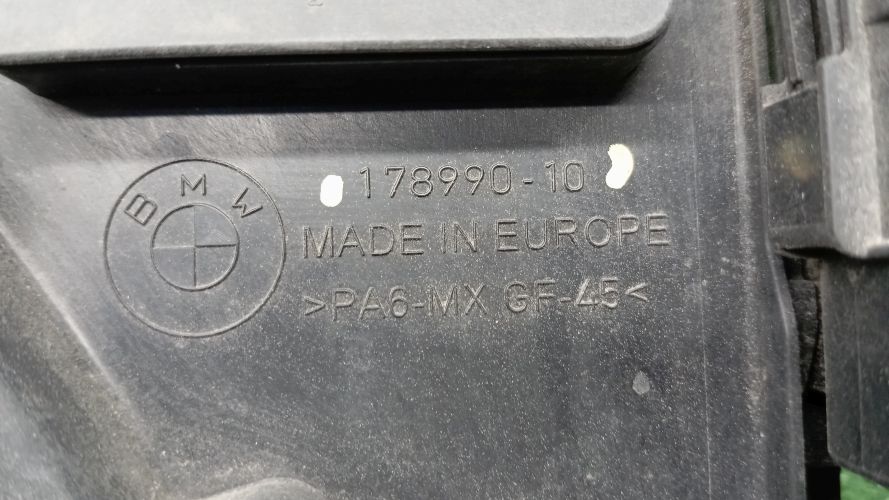 BMW
178990-10
MADE IN EUROPE
>PA6-MX GF-45<